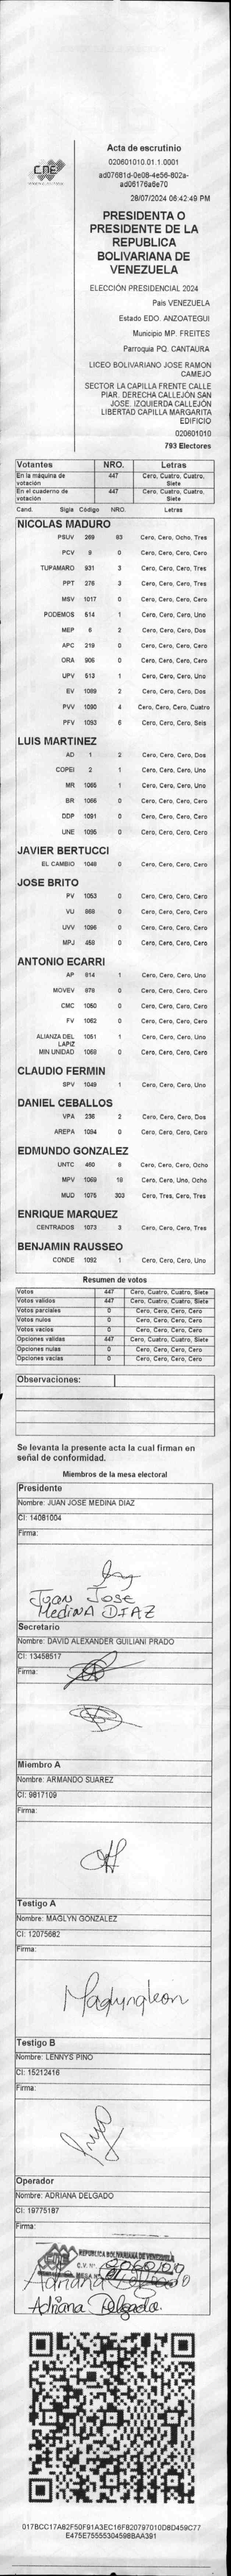 CNE
Acta de escrutinio
020601010.01.1.0001
ad07681d-0e08-4e56-802a-
ad06176a6e70
28/07/2024 06:42:49 PM
PRESIDENTA O
PRESIDENTE DE LA
REPUBLICA
BOLIVARIANA DE
VENEZUELA
ELECCIÓN PRESIDENCIAL 2024
País VENEZUELA
Estado EDO. ANZOATEGUI
Municipio MP. FREITES
Parroquia PQ. CANTAURA
LICEO BOLIVARIANO JOSE RAMON
CAMEJO
SECTOR LA CAPILLA FRENTE CALLE
PIAR. DERECHA CALLEJÓN SAN
JOSE. IZQUIERDA CALLEJÓN
LIBERTAD CAPILLA MARGARITA
EDIFICIO
020601010
793 Electores
Votantes NRO. Letras
En la máquina de votación 447 Cero, Cuatro, Cuatro, Siete
En el cuaderno de votación 447 Cero, Cuatro, Cuatro, Siete
Cand. Sigla Código NRO. Letras
NICOLAS MADURO
PSUV 269 83 Cero, Cero, Ocho, Tres
PCV 9 0 Cero, Cero, Cero, Cero
TUPAMARO 931 3 Cero, Cero, Cero, Tres
PPT 276 3 Cero, Cero, Cero, Tres
MSV 1017 0 Cero, Cero, Cero, Cero
PODEMOS 514 1 Cero, Cero, Cero, Uno
MEP 6 2 Cero, Cero, Cero, Dos
APC 219 0 Cero, Cero, Cero, Cero
ORA 906 0 Cero, Cero, Cero, Cero
UPV 513 1 Cero, Cero, Cero, Uno
EV 1089 2 Cero, Cero, Cero, Dos
PVV 1090 4 Cero, Cero, Cero, Cuatro
PFV 1093 6 Cero, Cero, Cero, Seis
LUIS MARTINEZ
AD 1 2 Cero, Cero, Cero, Dos
COPEI 2 1 Cero, Cero, Cero, Uno
MR 1065 1 Cero, Cero, Cero, Uno
BR 1066 0 Cero, Cero, Cero, Cero
DDP 1091 0 Cero, Cero, Cero, Cero
UNE 1095 0 Cero, Cero, Cero, Cero
JAVIER BERTUCCI
EL CAMBIO 1048 0 Cero, Cero, Cero, Cero
JOSE BRITO
PV 1053 0 Cero, Cero, Cero, Cero
VU 868 0 Cero, Cero, Cero, Cero
UVV 1096 0 Cero, Cero, Cero, Cero
MPJ 458 0 Cero, Cero, Cero, Cero
ANTONIO ECARRI
AP 814 1 Cero, Cero, Cero, Uno
MOVEV 878 0 Cero, Cero, Cero, Cero
CMC 1050 0 Cero, Cero, Cero, Cero
FV 1062 0 Cero, Cero, Cero, Cero
ALIANZA DEL LAPIZ 1051 1 Cero, Cero, Cero, Uno
MIN UNIDAD 1068 0 Cero, Cero, Cero, Cero
CLAUDIO FERMIN
SPV 1049 1 Cero, Cero, Cero, Uno
DANIEL CEBALLOS
VPA 236 2 Cero, Cero, Cero, Dos
AREPA 1094 0 Cero, Cero, Cero, Cero
EDMUNDO GONZALEZ
UNTC 460 8 Cero, Cero, Cero, Ocho
MPV 1069 18 Cero, Cero, Uno, Ocho
MUD 1075 303 Cero, Tres, Cero, Tres
ENRIQUE MARQUEZ
CENTRADOS 1073 3 Cero, Cero, Cero, Tres
BENJAMIN RAUSSEO
CONDE 1092 1 Cero, Cero, Cero, Uno
Resumen de votos
Votos 447 Cero, Cuatro, Cuatro, Siete
Votos validos 447 Cero, Cuatro, Cuatro, Siete
Votos parciales 0 Cero, Cero, Cero, Cero
Votos nulos 0 Cero, Cero, Cero, Cero
Votos vacios 0 Cero, Cero, Cero, Cero
Opciones validas 447 Cero, Cuatro, Cuatro, Siete
Opciones nulas 0 Cero, Cero, Cero, Cero
Opciones vacias 0 Cero, Cero, Cero, Cero
Observaciones:
Se levanta la presente acta la cual firman en
señal de conformidad.
Miembros de la mesa electoral
Presidente
Nombre: JUAN JOSE MEDINA DIAZ
CI: 14081004
Firma:
Juan Jose
Medina DIAZ
Secretario
Nombre: DAVID ALEXANDER GUILIANI PRADO
CI: 13458517
Firma:
Miembro A
Nombre: ARMANDO SUAREZ
CI: 9817109
Firma:
Testigo A
Nombre: MAGLYN GONZALEZ
CI: 12075682
Firma:
Testigo B
Nombre: LENNYS PINO
CI: 15212416
Firma:
Operador
Nombre: ADRIANA DELGADO
CI: 19775187
Firma:
REPUBLICA BOLIVARIANA DE VENEZUELA
C.V. Nº
MESA Nº
Adriana Delgado
Adriana Delgado.
017BCC17A82F50F91A3EC16F820797010D8D459C77
E475E75555304598BAA391